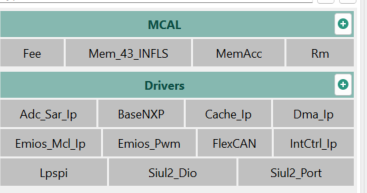 MCAL
Fee Mem_43_INFLS MemAcc Rm
Drivers
Adc_Sar_Ip BaseNXP Cache_Ip Dma_Ip
Emios_Mcl_Ip Emios_Pwm FlexCAN IntCtrl_Ip
Lpspi Siul2_Dio Siul2_Port